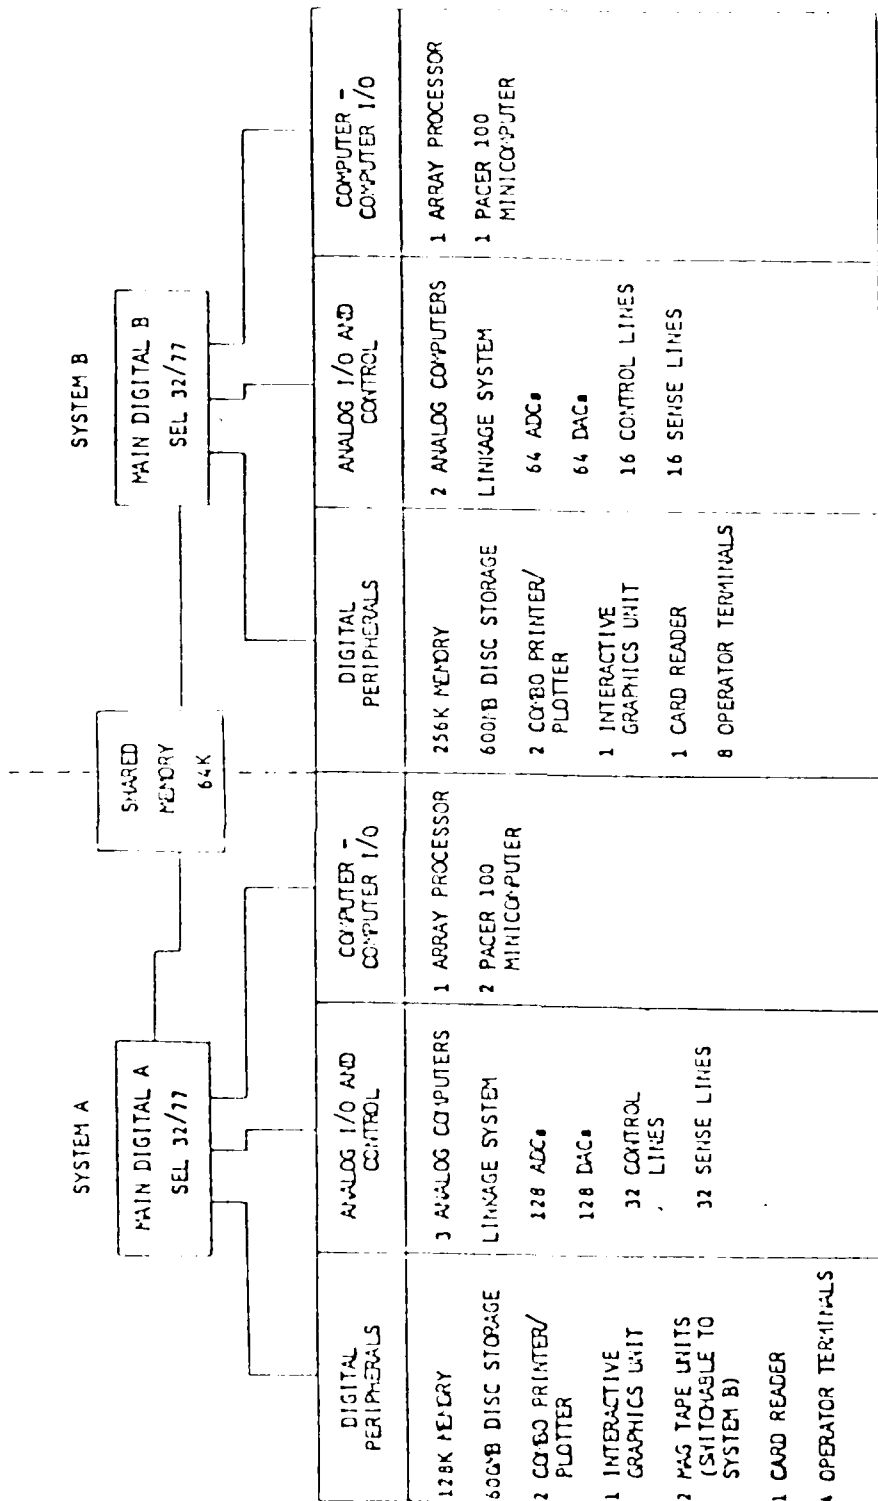 SYSTEM A
MAIN DIGITAL A
SEL 32/77
SHARED
MEMORY
64K
SYSTEM B
MAIN DIGITAL B
SEL 32/77
DIGITAL
PERIPHERALS
128K MEMORY
600MB DISC STORAGE
2 COMBO PRINTER/
PLOTTER
1 INTERACTIVE
GRAPHICS UNIT
2 MAG TAPE UNITS
(SWITCHABLE TO
SYSTEM B)
1 CARD READER
4 OPERATOR TERMINALS
ANALOG I/O AND
CONTROL
3 ANALOG COMPUTERS
LINKAGE SYSTEM
128 ADCs
128 DACs
32 CONTROL
LINES
32 SENSE LINES
COMPUTER -
COMPUTER I/O
1 ARRAY PROCESSOR
2 PACER 100
MINICOMPUTER
DIGITAL
PERIPHERALS
256K MEMORY
600MB DISC STORAGE
2 COMBO PRINTER/
PLOTTER
1 INTERACTIVE
GRAPHICS UNIT
1 CARD READER
8 OPERATOR TERMINALS
ANALOG I/O AND
CONTROL
2 ANALOG COMPUTERS
LINKAGE SYSTEM
64 ADCs
64 DACs
16 CONTROL LINES
16 SENSE LINES
COMPUTER -
COMPUTER I/O
1 ARRAY PROCESSOR
1 PACER 100
MINICOMPUTER